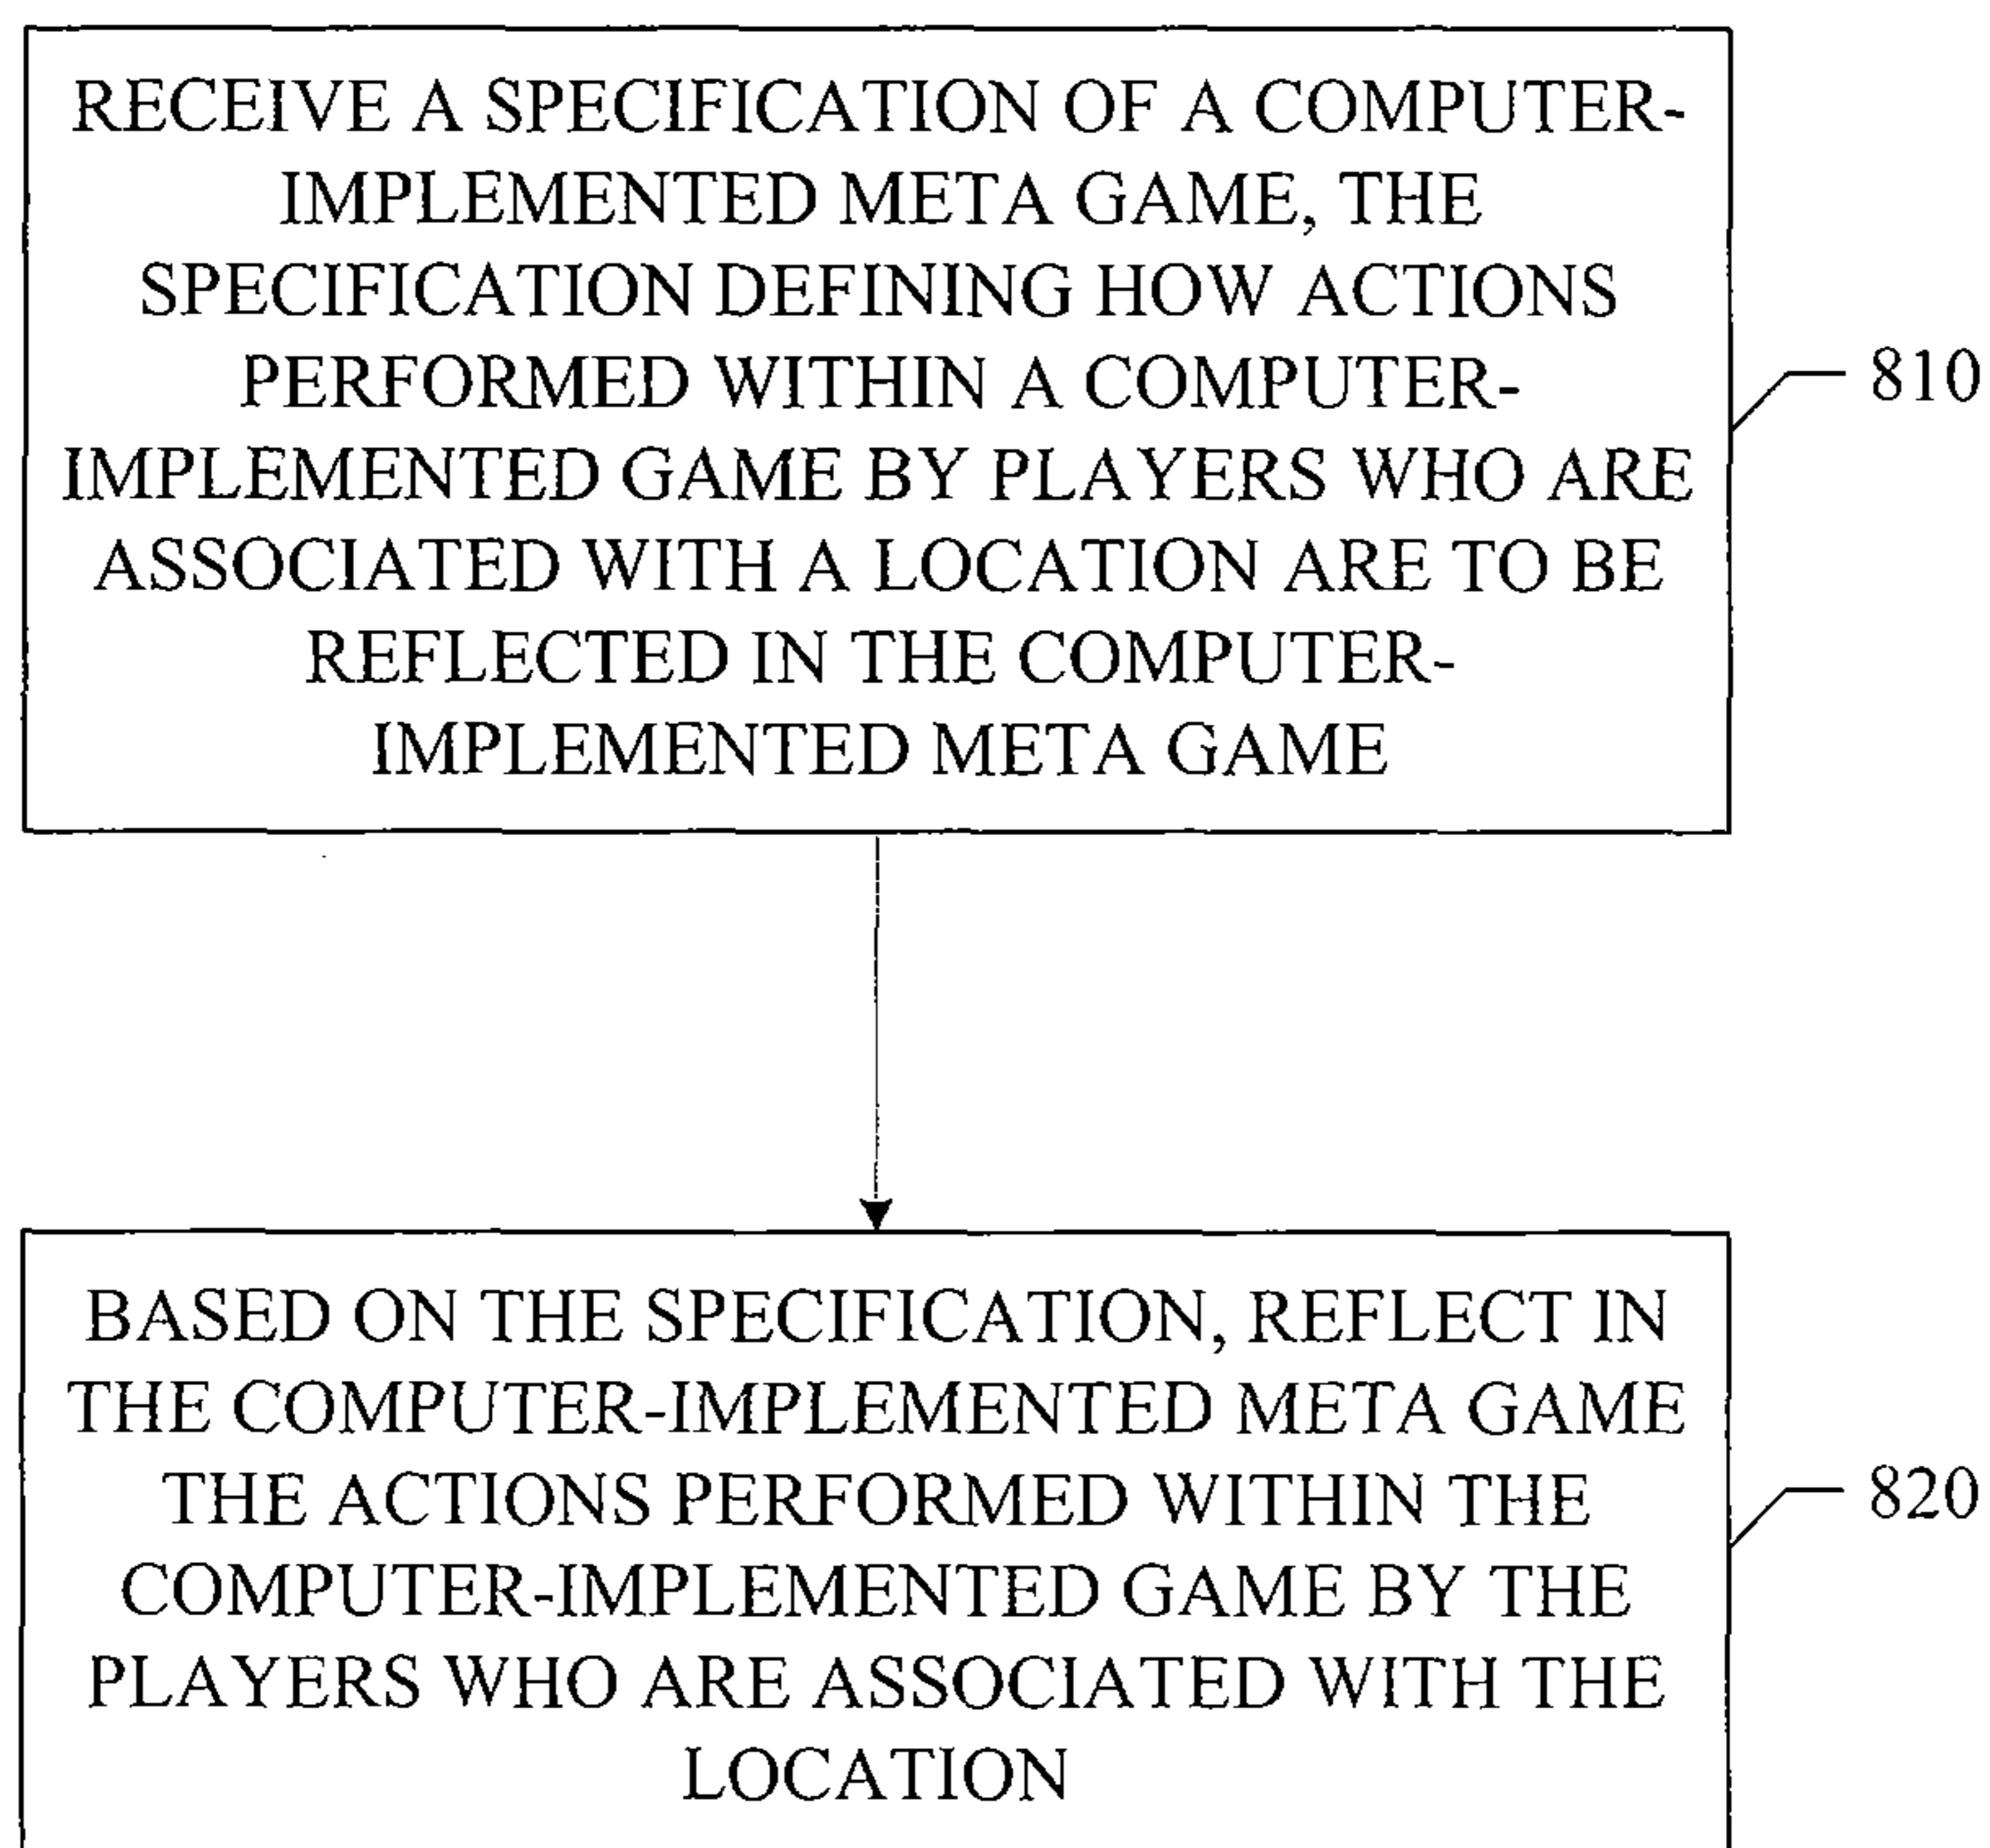 RECEIVE A SPECIFICATION OF A COMPUTER-
IMPLEMENTED META GAME, THE
SPECIFICATION DEFINING HOW ACTIONS
PERFORMED WITHIN A COMPUTER-
IMPLEMENTED GAME BY PLAYERS WHO ARE
ASSOCIATED WITH A LOCATION ARE TO BE
REFLECTED IN THE COMPUTER-
IMPLEMENTED META GAME
810
BASED ON THE SPECIFICATION, REFLECT IN
THE COMPUTER-IMPLEMENTED META GAME
THE ACTIONS PERFORMED WITHIN THE
COMPUTER-IMPLEMENTED GAME BY THE
PLAYERS WHO ARE ASSOCIATED WITH THE
LOCATION
820